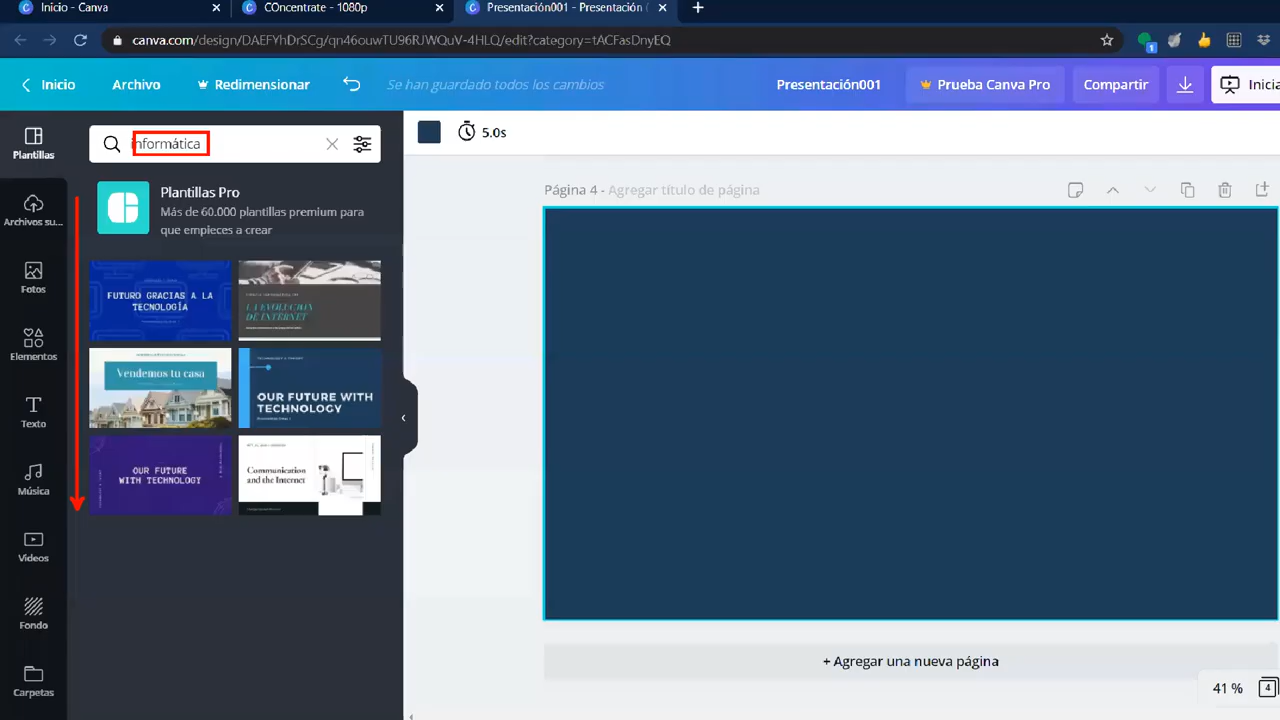 Inicio - Canva
COncentrate - 1080p
Presentación001 - Presentación (
canva.com/design/DAEFYhDrSCg/qn46ouwTU96RJWQuV-4HLQ/edit?category=tACFasDnyEQ
1
Inicio
Archivo
Redimensionar
Se han guardado todos los cambios
Presentación001
Prueba Canva Pro
Compartir
Inicia
Plantillas
informática
5.0s
Plantillas Pro
Más de 60.000 plantillas premium para
que empieces a crear
Archivos su...
Página 4 - Agregar título de página
Fotos
FUTURO GRACIAS A LA
TECNOLOGÍA
LA EVOLUCIÓN
DE INTERNET
Elementos
Vendemos tu casa
OUR FUTURE WITH
TECHNOLOGY
Texto
OUR FUTURE
WITH TECHNOLOGY
Communication
and the Internet
Música
Videos
Fondo
Carpetas
+ Agregar una nueva página
41 %
4